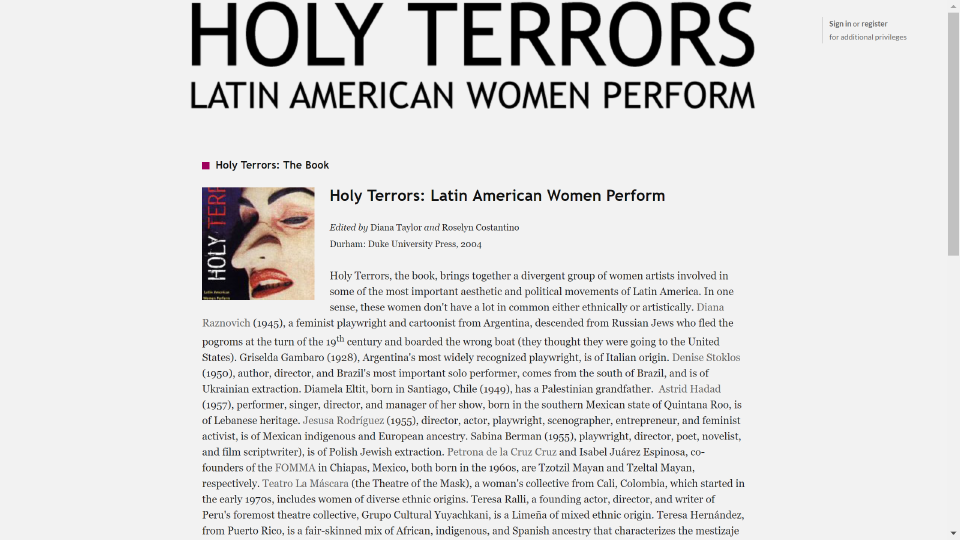 HOLY TERRORS
LATIN AMERICAN WOMEN PERFORM
Sign in or register
for additional privileges
Holy Terrors: The Book
HOLY TERR
Latin American
Women Perform
Holy Terrors: Latin American Women Perform
Edited by Diana Taylor and Roselyn Costantino
Durham: Duke University Press, 2004
Holy Terrors, the book, brings together a divergent group of women artists involved in
some of the most important aesthetic and political movements of Latin America. In one
sense, these women don't have a lot in common either ethnically or artistically. Diana
Raznovich (1945), a feminist playwright and cartoonist from Argentina, descended from Russian Jews who fled the
pogroms at the turn of the 19th century and boarded the wrong boat (they thought they were going to the United
States). Griselda Gambaro (1928), Argentina's most widely recognized playwright, is of Italian origin. Denise Stoklos
(1950), author, director, and Brazil's most important solo performer, comes from the south of Brazil, and is of
Ukrainian extraction. Diamela Eltit, born in Santiago, Chile (1949), has a Palestinian grandfather. Astrid Hadad
(1957), performer, singer, director, and manager of her show, born in the southern Mexican state of Quintana Roo, is
of Lebanese heritage. Jesusa Rodríguez (1955), director, actor, playwright, scenographer, entrepreneur, and feminist
activist, is of Mexican indigenous and European ancestry. Sabina Berman (1955), playwright, director, poet, novelist,
and film scriptwriter), is of Polish Jewish extraction. Petrona de la Cruz Cruz and Isabel Juárez Espinosa, co-
founders of the FOMMA in Chiapas, Mexico, both born in the 1960s, are Tzotzil Mayan and Tzeltal Mayan,
respectively. Teatro La Máscara (the Theatre of the Mask), a woman's collective from Cali, Colombia, which started in
the early 1970s, includes women of diverse ethnic origins. Teresa Ralli, a founding actor, director, and writer of
Peru's foremost theatre collective, Grupo Cultural Yuyachkani, is a Limeña of mixed ethnic origin. Teresa Hernández,
from Puerto Rico, is a fair-skinned mix of African, indigenous, and Spanish ancestry that characterizes the mestizaje